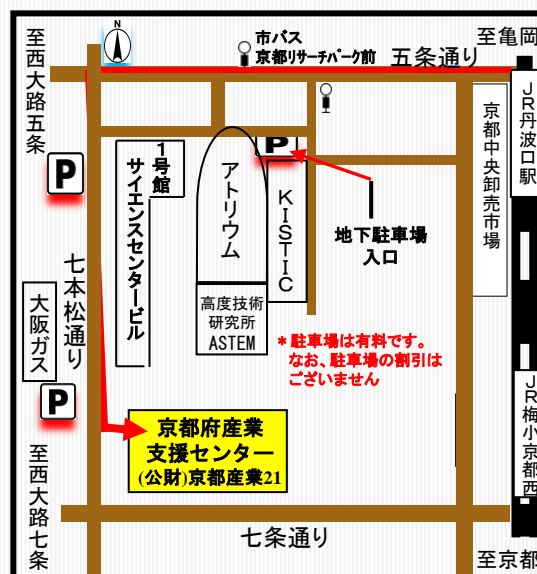 N
至西大路五条
市バス
京都リサーチパーク前
五条通り
至亀岡
JR丹波口駅
京都中央卸売市場
P
P
1号館
サイエンスセンタービル
アトリウム
KISTIC
地下駐車場
入口
七本松通り
大阪ガス
高度技術
研究所
ASTEM
＊駐車場は有料です。
なお、駐車場の割引は
ございません
P
京都府産業
支援センター
(公財)京都産業21
JR梅小京都西
至西大路七条
七条通り
至京都